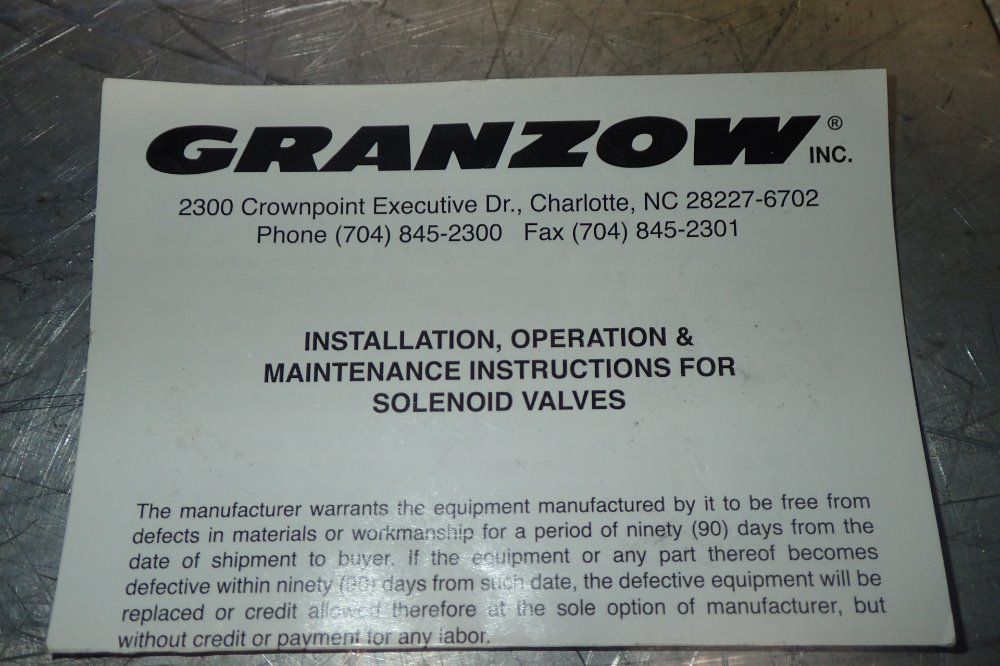 GRANZOW® INC.
2300 Crownpoint Executive Dr., Charlotte, NC 28227-6702
Phone (704) 845-2300 Fax (704) 845-2301
INSTALLATION, OPERATION &
MAINTENANCE INSTRUCTIONS FOR
SOLENOID VALVES
The manufacturer warrants the equipment manufactured by it to be free from
defects in materials or workmanship for a period of ninety (90) days from the
date of shipment to buyer. If the equipment or any part thereof becomes
defective within ninety (90) days from such date, the defective equipment will be
replaced or credit allowed therefore at the sole option of manufacturer, but
without credit or payment for any labor.